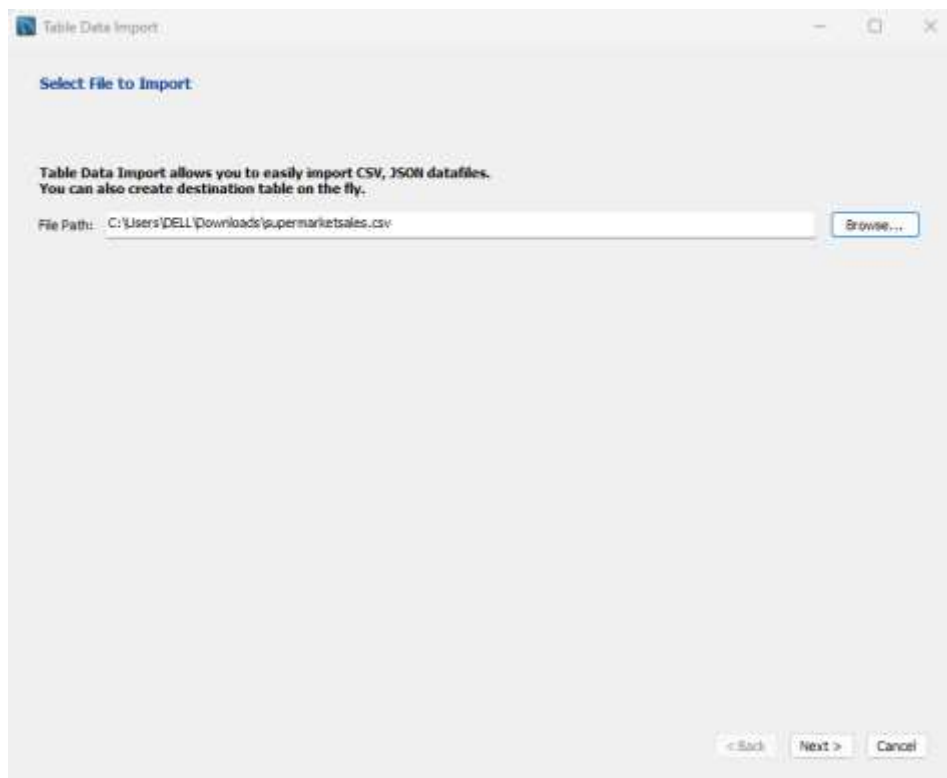 Table Data Import
Select File to Import
Table Data Import allows you to easily import CSV, JSON datafiles.
You can also create destination table on the fly.
File Path: C:\Users\DELL\Downloads\supermarketsales.csv Browse...
< Back Next > Cancel